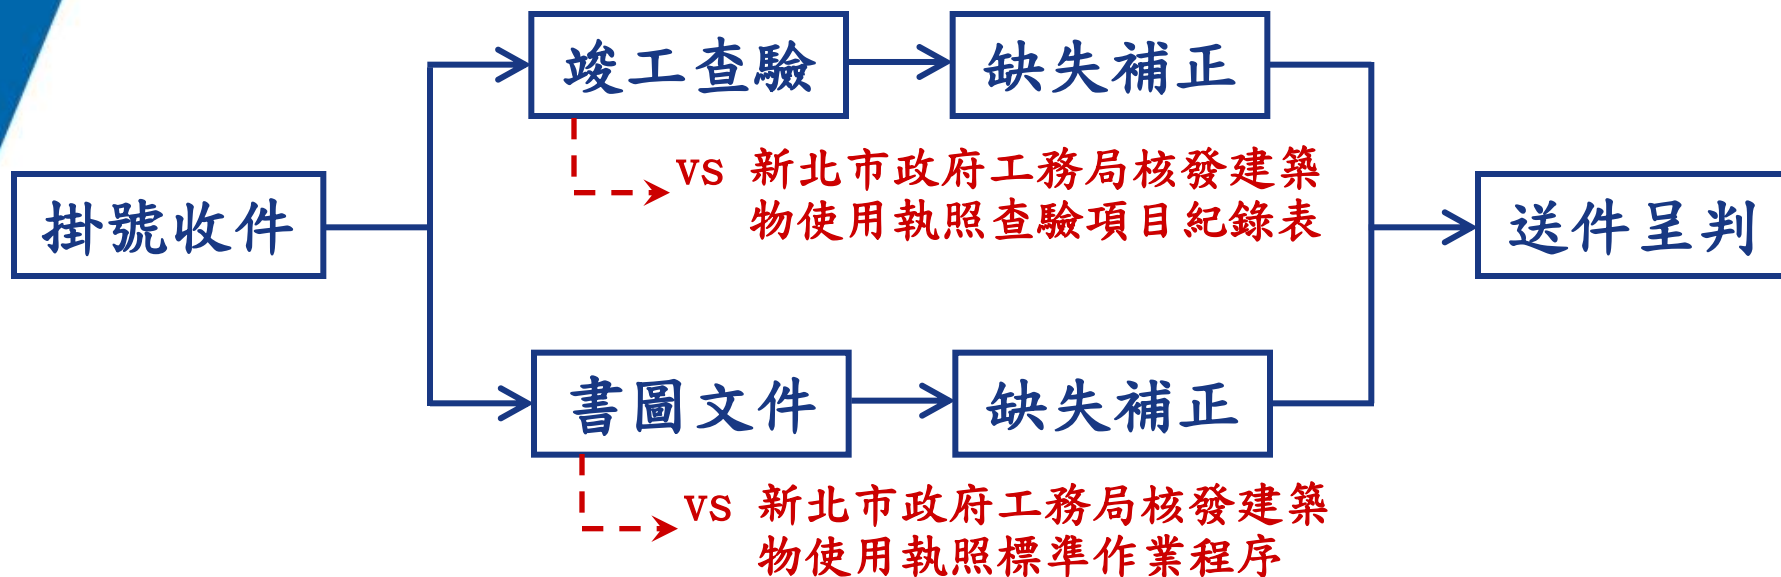 竣工查驗
缺失補正
vs 新北市政府工務局核發建築
物使用執照查驗項目紀錄表
掛號收件
送件呈判
書圖文件
缺失補正
vs 新北市政府工務局核發建築
物使用執照標準作業程序